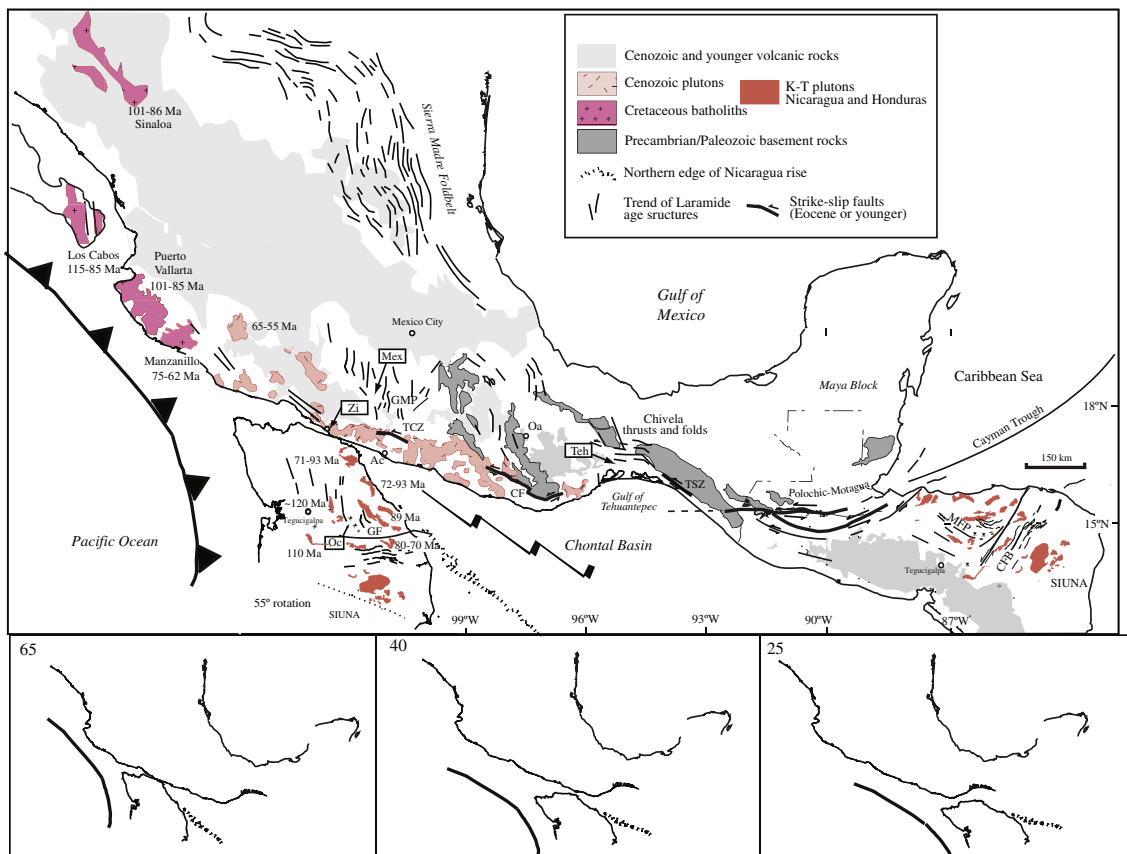 Cenozoic and younger volcanic rocks
Cenozoic plutons
K-T plutons
Nicaragua and Honduras
Cretaceous batholiths
Precambrian/Paleozoic basement rocks
Northern edge of Nicaragua rise
Trend of Laramide
age sructures
Strike-slip faults
(Eocene or younger)
101-86 Ma
Sinaloa
Sierra Madre Foldbelt
Los Cabos
115-85 Ma
Puerto
Vallarta
101-85 Ma
Gulf of
Mexico
65-55 Ma
Mexico City
Manzanillo
75-62 Ma
Mex
Maya Block
Caribbean Sea
GMP
Zi
18ºN
Chivela
thrusts and folds
Cayman Trough
TCZ
Oa
Ac
Teh
150 km
71-93 Ma
72-93 Ma
CF
TSZ
Gulf of
Tehuantepec
Polochic-Motagua
~120 Ma
Tegucigalpa
89 Ma
GF
MFP
15ºN
Pacific Ocean
Oc
110 Ma
80-70 Ma
Chontal Basin
CFB
Tegucigalpa
SIUNA
55º rotation
SIUNA
99ºW
96ºW
93ºW
90ºW
87ºW
65
40
25